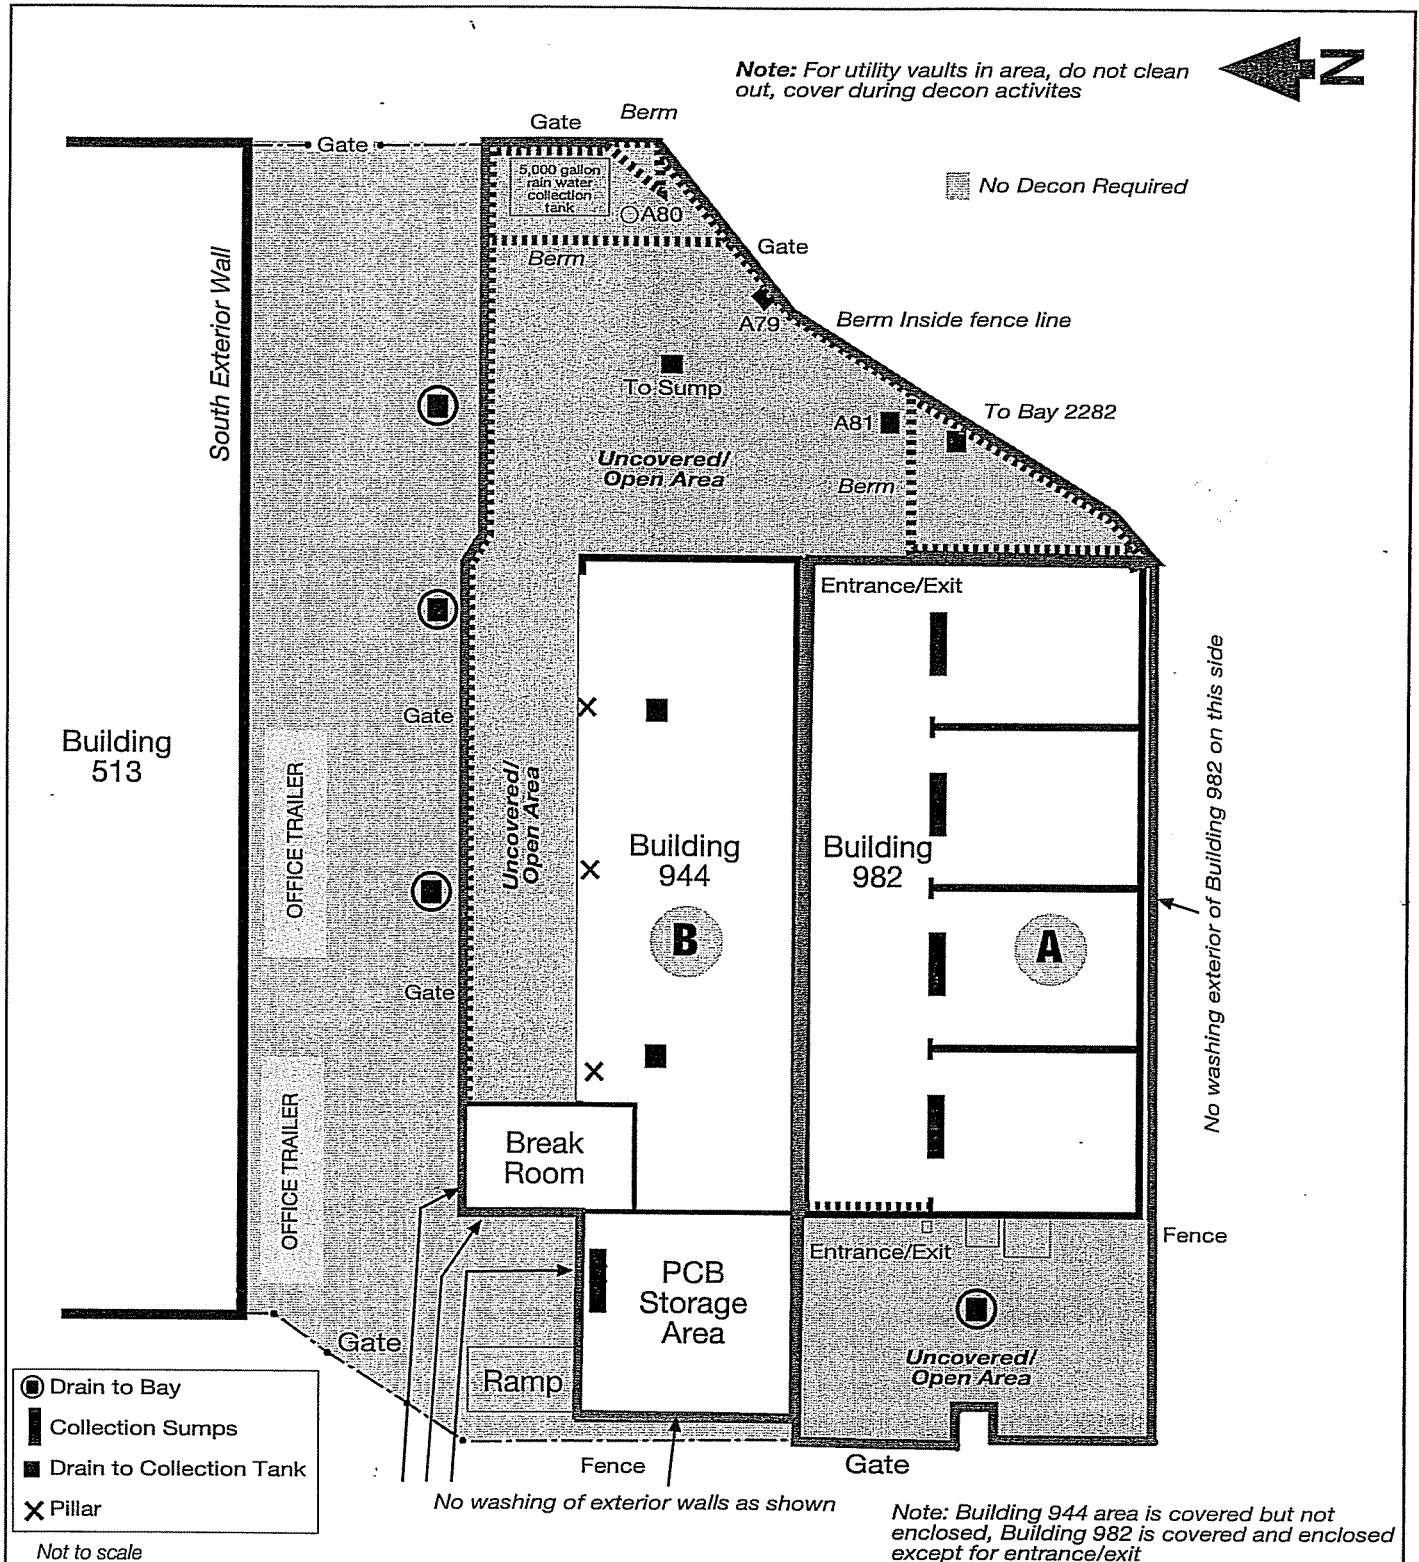 Note: For utility vaults in area, do not clean
out, cover during decon activites
N
Gate
Berm
Gate
5,000 gallon
rain water
collection
tank
A80
No Decon Required
Berm
Gate
South Exterior Wall
A79
Berm Inside fence line
To Sump
A81
To Bay 2282
Uncovered/
Open Area
Berm
Entrance/Exit
No washing exterior of Building 982 on this side
Gate
Building
513
OFFICE TRAILER
Uncovered/
Open Area
Building
944
Building
982
B
A
Gate
OFFICE TRAILER
Break
Room
Entrance/Exit
Fence
PCB
Storage
Area
Gate
Ramp
Uncovered/
Open Area
Drain to Bay
Collection Sumps
Drain to Collection Tank
Pillar
Fence
Gate
No washing of exterior walls as shown
Note: Building 944 area is covered but not
enclosed, Building 982 is covered and enclosed
except for entrance/exit
Not to scale